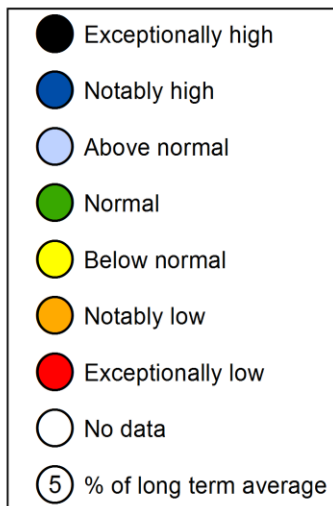 Exceptionally high
Notably high
Above normal
Normal
Below normal
Notably low
Exceptionally low
No data
5 % of long term average